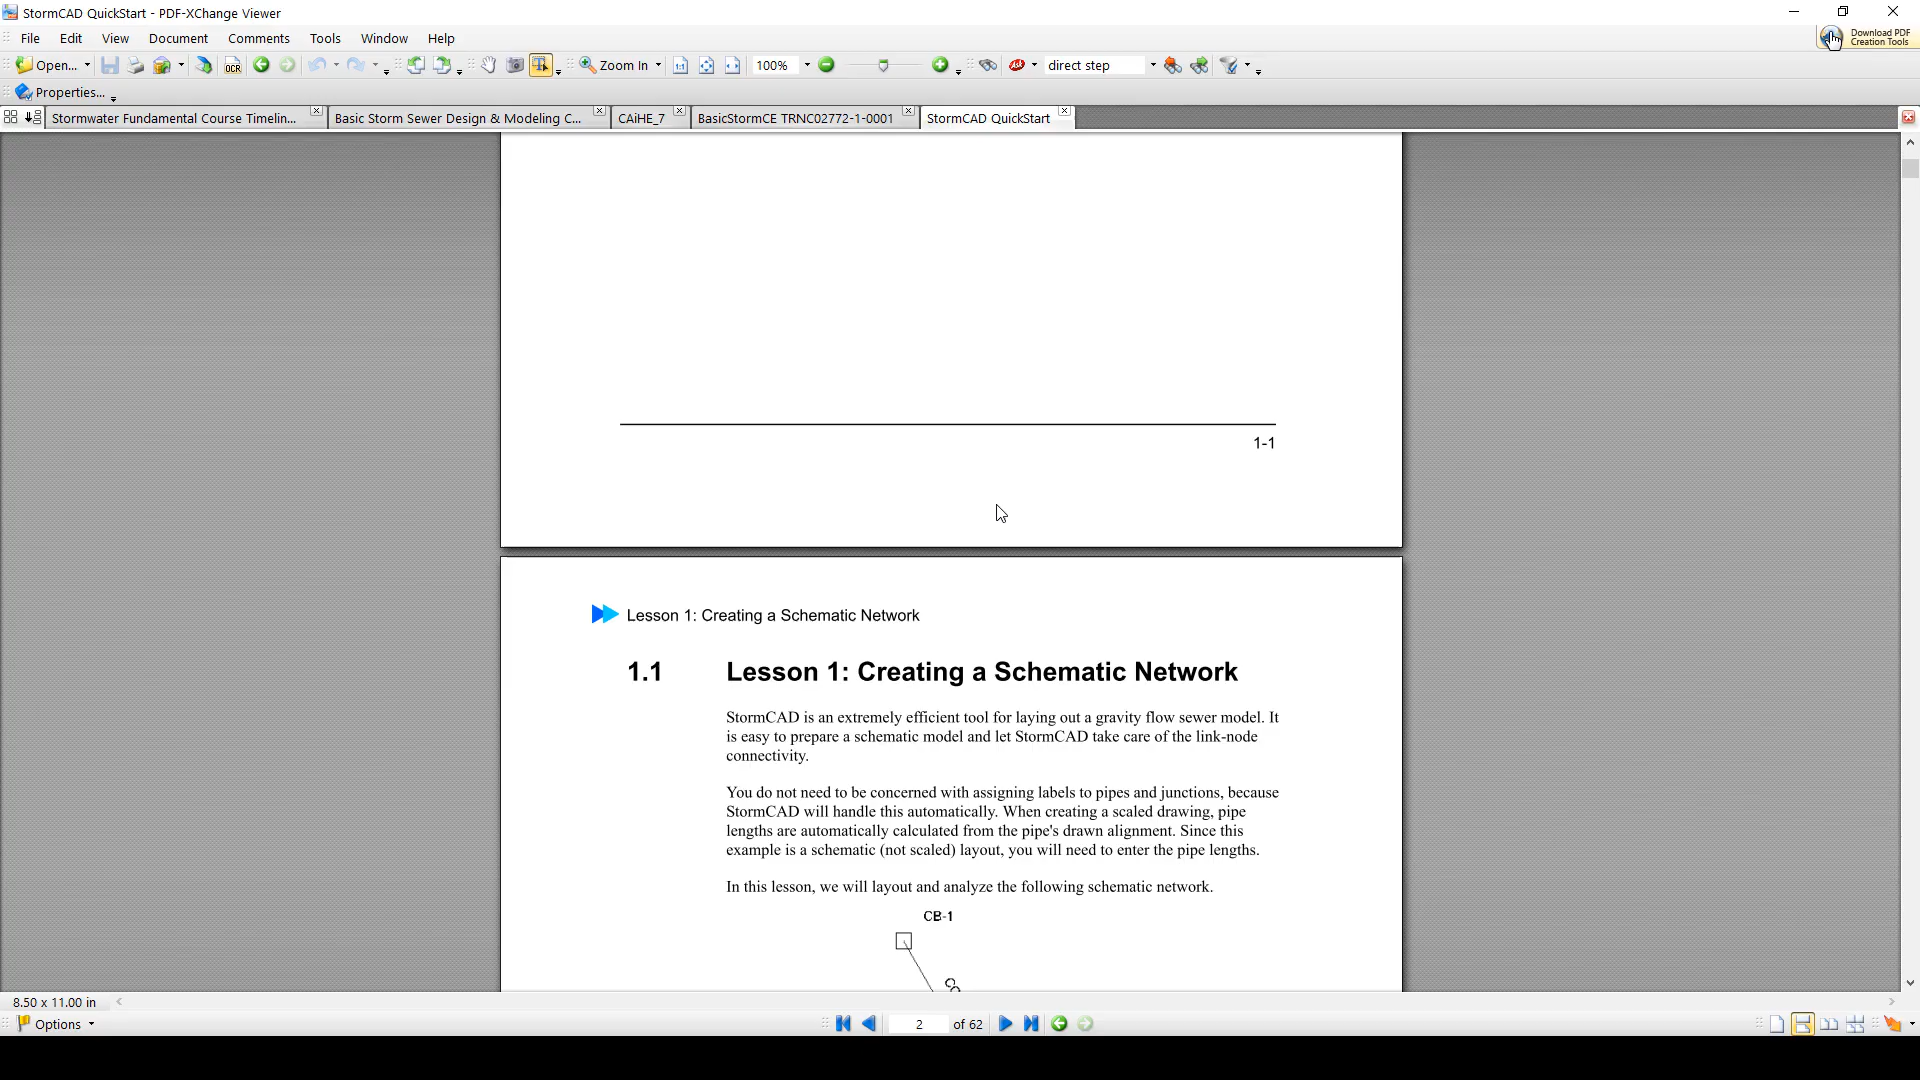 StormCAD QuickStart - PDF-XChange Viewer
File Edit View Document Comments Tools Window Help
Download PDF
Creation Tools
Open... OCR Zoom In 100% direct step
Properties...
Stormwater Fundamental Course Timelin... Basic Storm Sewer Design & Modeling C... CAiHE_7 BasicStormCE TRNC02772-1-0001 StormCAD QuickStart
1-1
Lesson 1: Creating a Schematic Network
1.1 Lesson 1: Creating a Schematic Network
StormCAD is an extremely efficient tool for laying out a gravity flow sewer model. It
is easy to prepare a schematic model and let StormCAD take care of the link-node
connectivity.
You do not need to be concerned with assigning labels to pipes and junctions, because
StormCAD will handle this automatically. When creating a scaled drawing, pipe
lengths are automatically calculated from the pipe's drawn alignment. Since this
example is a schematic (not scaled) layout, you will need to enter the pipe lengths.
In this lesson, we will layout and analyze the following schematic network.
CB-1
8.50 x 11.00 in
Options 2 of 62